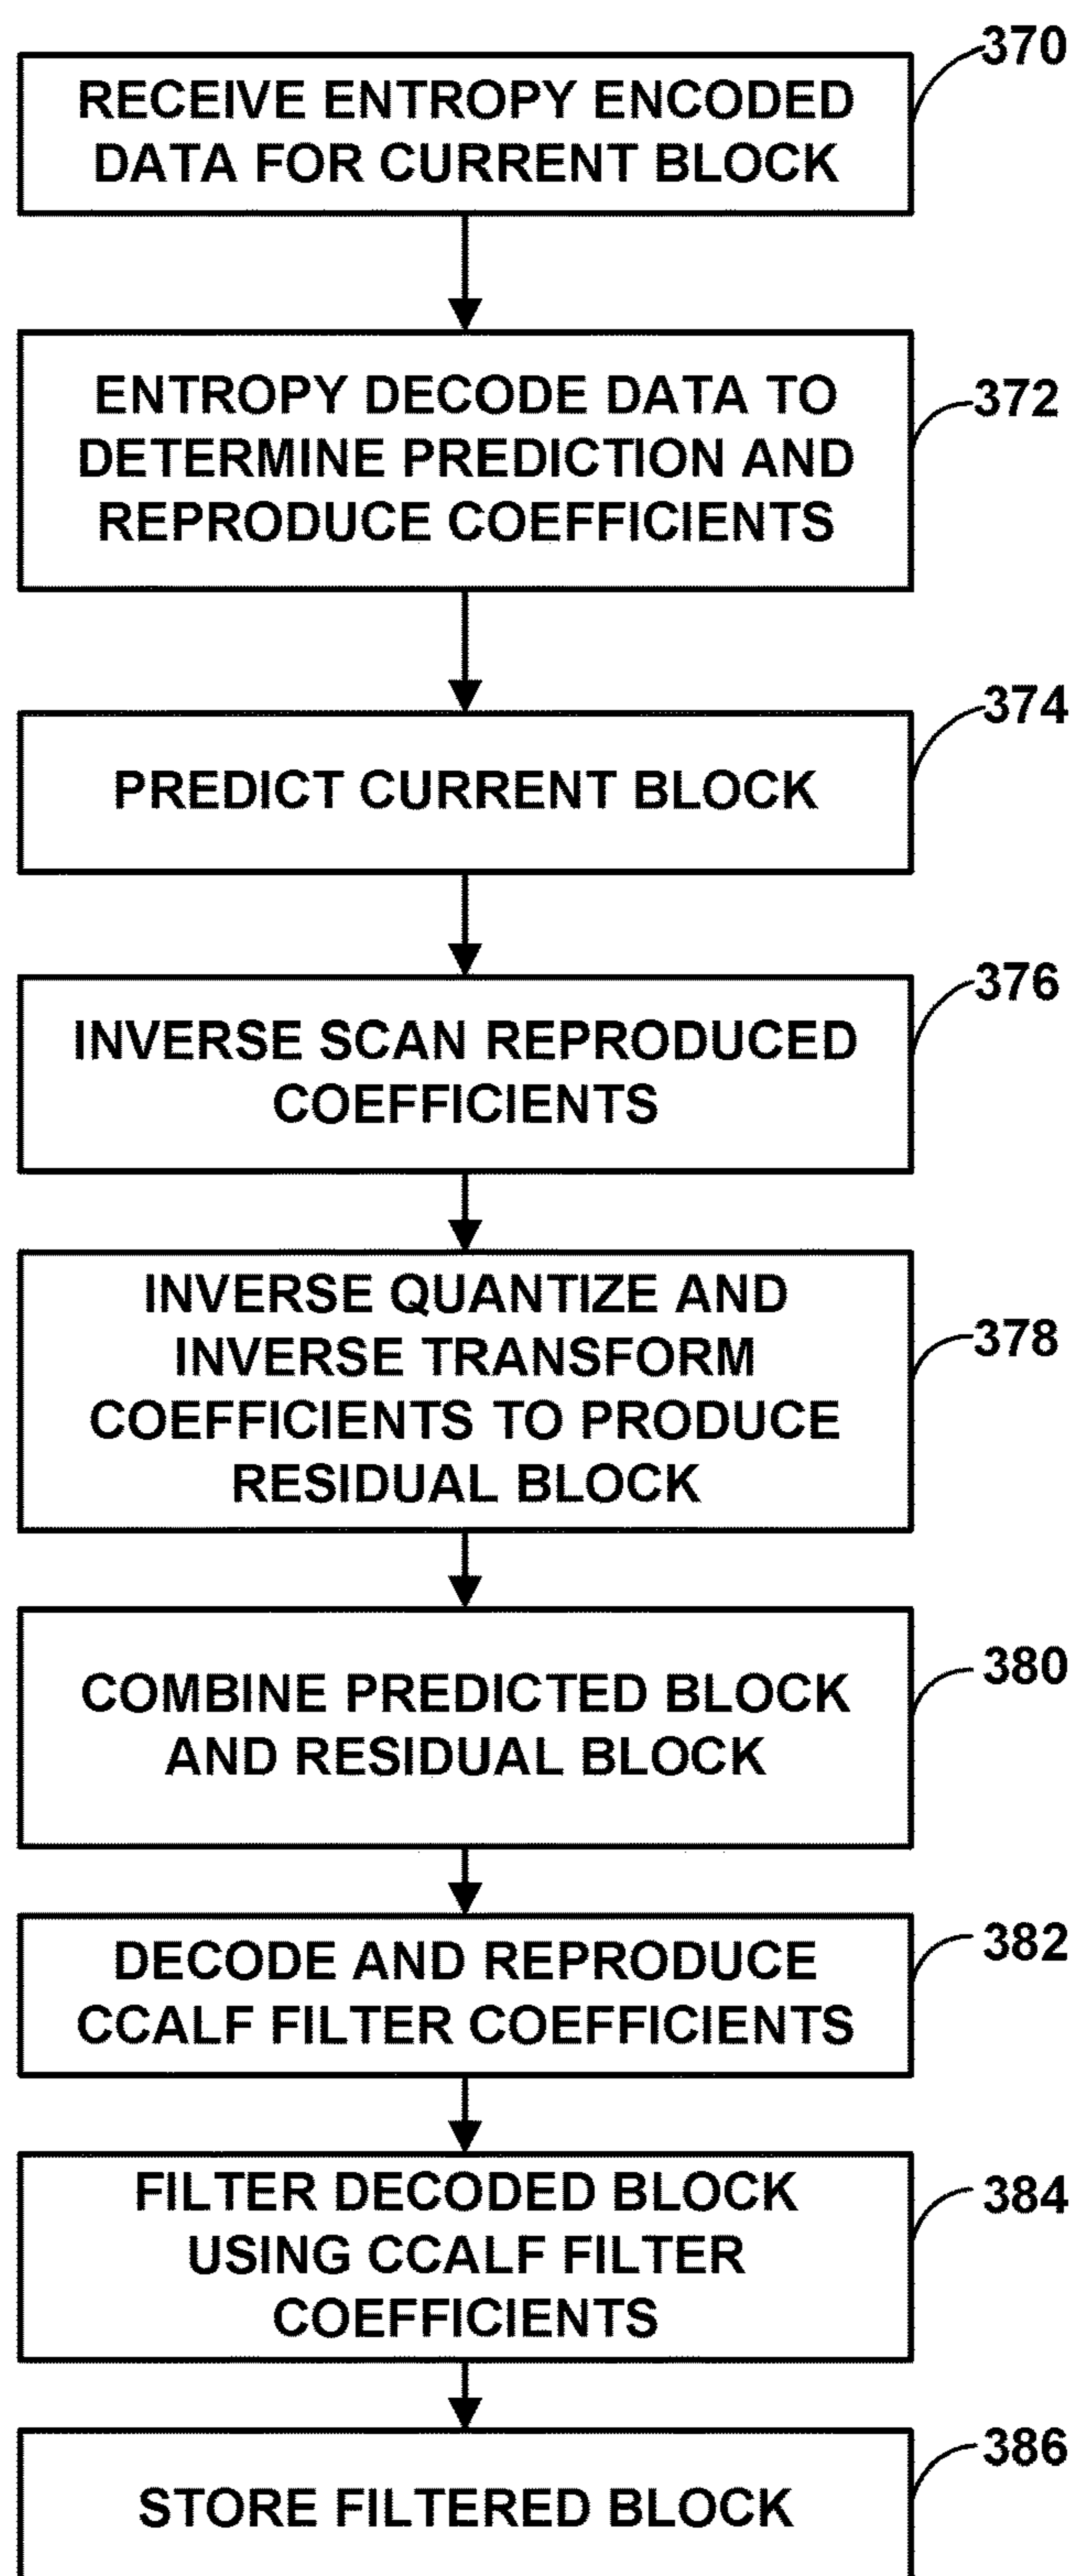 370
RECEIVE ENTROPY ENCODED
DATA FOR CURRENT BLOCK
372
ENTROPY DECODE DATA TO
DETERMINE PREDICTION AND
REPRODUCE COEFFICIENTS
374
PREDICT CURRENT BLOCK
376
INVERSE SCAN REPRODUCED
COEFFICIENTS
378
INVERSE QUANTIZE AND
INVERSE TRANSFORM
COEFFICIENTS TO PRODUCE
RESIDUAL BLOCK
380
COMBINE PREDICTED BLOCK
AND RESIDUAL BLOCK
382
DECODE AND REPRODUCE
CCALF FILTER COEFFICIENTS
384
FILTER DECODED BLOCK
USING CCALF FILTER
COEFFICIENTS
386
STORE FILTERED BLOCK